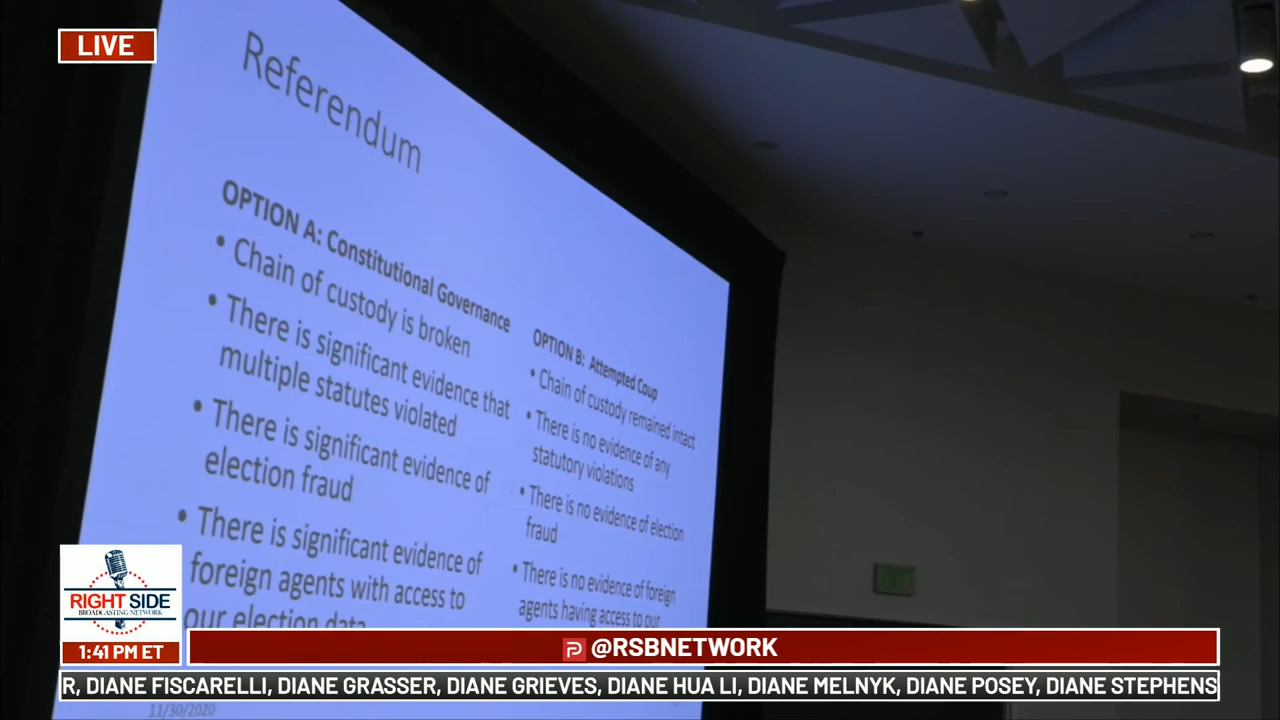 LIVE
Referendum
OPTION A: Constitutional Governance
• Chain of custody is broken
• There is significant evidence that
multiple statutes violated
• There is significant evidence of
election fraud
• There is significant evidence of
foreign agents with access to
our election data
OPTION B: Attempted Coup
• Chain of custody remained intact
• There is no evidence of any
statutory violations
• There is no evidence of election
fraud
• There is no evidence of foreign
agents having access to our
RIGHT SIDE
BROADCASTING NETWORK
1:41 PM ET
@RSBNETWORK
R, DIANE FISCARELLI, DIANE GRASSER, DIANE GRIEVES, DIANE HUA LI, DIANE MELNYK, DIANE POSEY, DIANE STEPHENS
11/30/2020